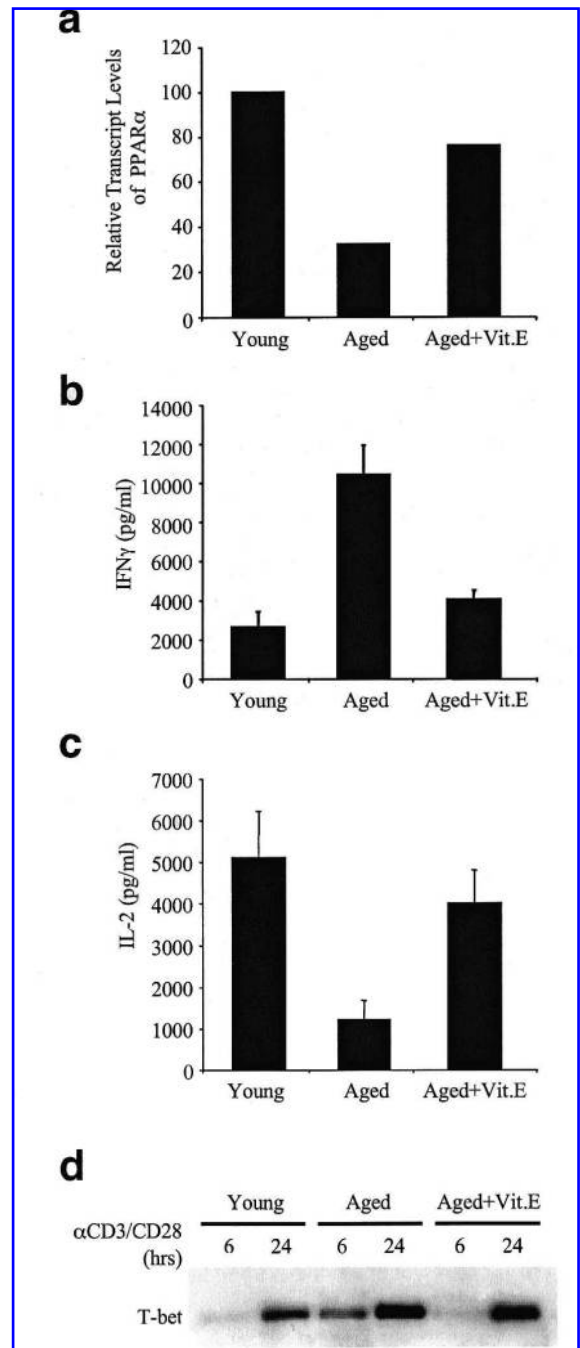 a
Relative Transcript Levels
of PPARα
120
100
80
60
40
20
0
Young Aged Aged+Vit.E
b
IFNγ (pg/ml)
14000
12000
10000
8000
6000
4000
2000
0
Young Aged Aged+Vit.E
c
IL-2 (pg/ml)
7000
6000
5000
4000
3000
2000
1000
0
Young Aged Aged+Vit.E
d
Young Aged Aged+Vit.E
αCD3/CD28
(hrs)
6 24 6 24 6 24
T-bet